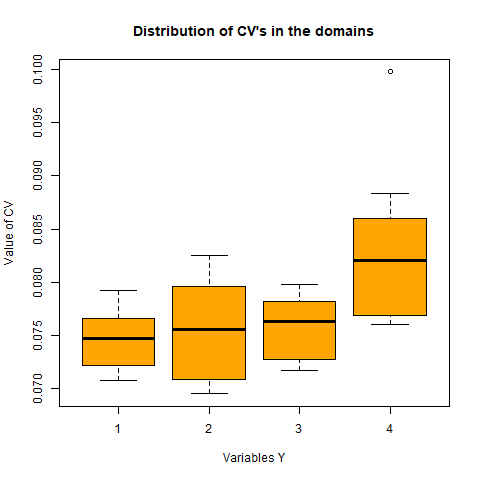 Distribution of CV's in the domains
Value of CV
0.100
0.095
0.090
0.085
0.080
0.075
0.070
1 2 3 4
Variables Y